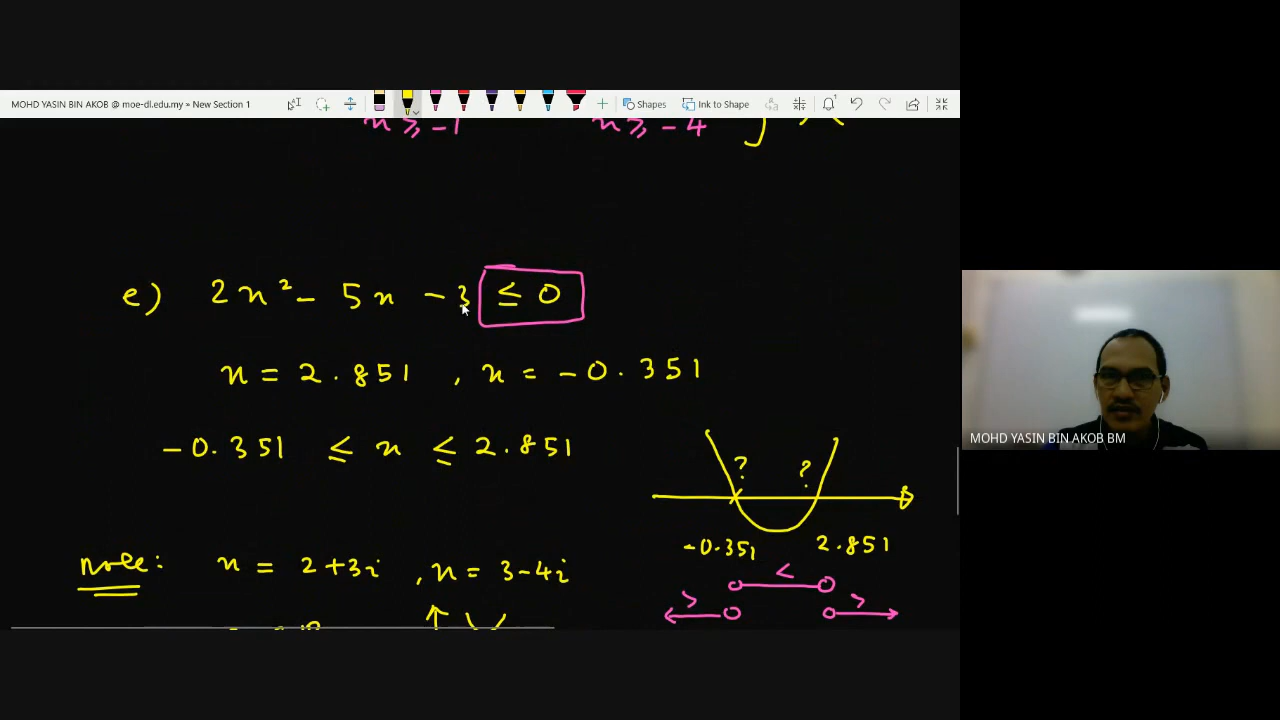 MOHD YASIN BIN AKOB @ moe-dl.edu.my » New Section 1
Shapes
Ink to Shape
x ≥ -1
x ≥ -4
e) 2x² - 5x - 3 ≤ 0
x = 2.851 , x = -0.351
-0.351 ≤ x ≤ 2.851
? ?
-0.351 2.851
<
> >
Note: x = 2+3i , x = 3-4i
MOHD YASIN BIN AKOB BM